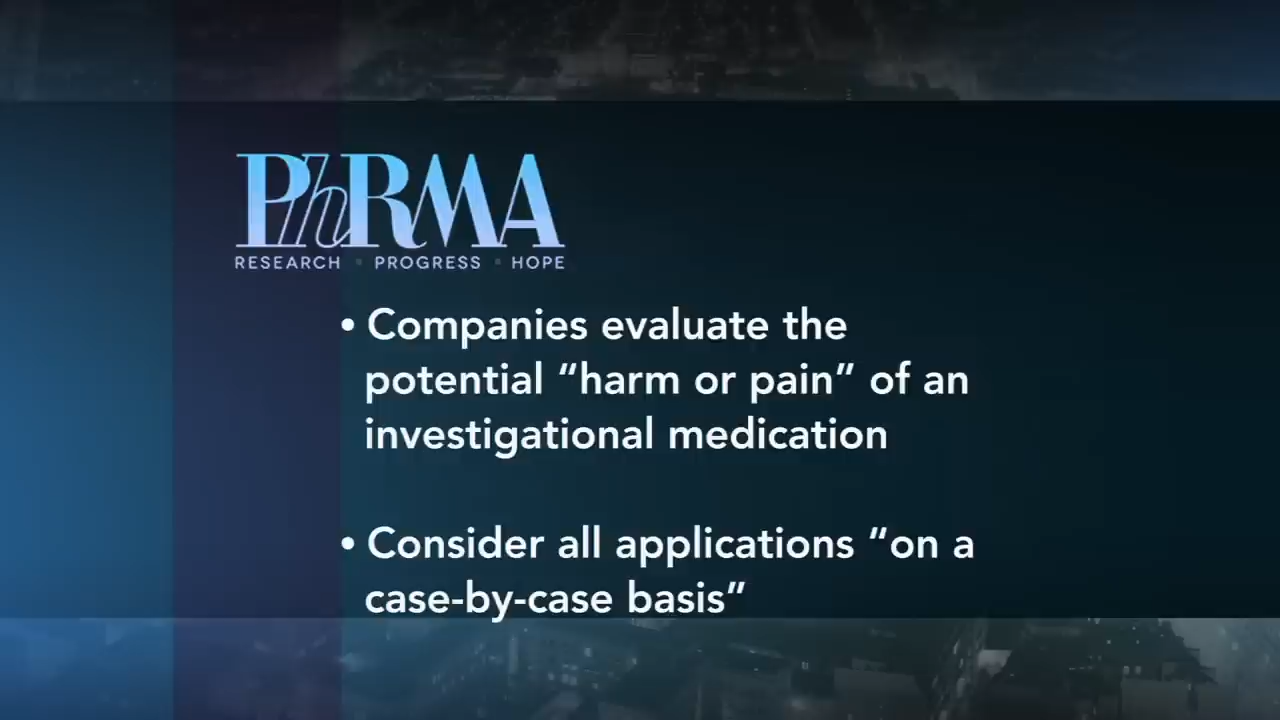 PhRMA
RESEARCH • PROGRESS • HOPE
• Companies evaluate the
potential “harm or pain” of an
investigational medication
• Consider all applications “on a
case-by-case basis”